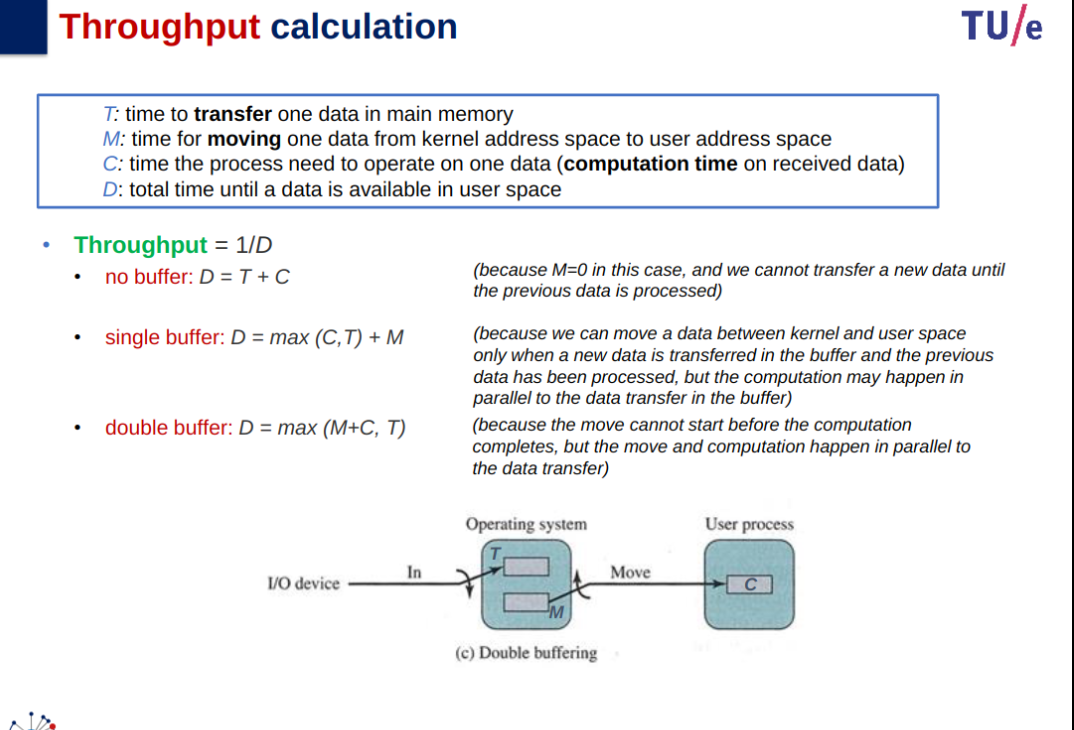 Throughput calculation
TU/e
T: time to transfer one data in main memory
M: time for moving one data from kernel address space to user address space
C: time the process need to operate on one data (computation time on received data)
D: total time until a data is available in user space
• Throughput = 1/D
• no buffer: D = T + C
(because M=0 in this case, and we cannot transfer a new data until
the previous data is processed)
• single buffer: D = max (C,T) + M
(because we can move a data between kernel and user space
only when a new data is transferred in the buffer and the previous
data has been processed, but the computation may happen in
parallel to the data transfer in the buffer)
• double buffer: D = max (M+C, T)
(because the move cannot start before the computation
completes, but the move and computation happen in parallel to
the data transfer)
Operating system
User process
T
In
Move
I/O device
C
M
(c) Double buffering